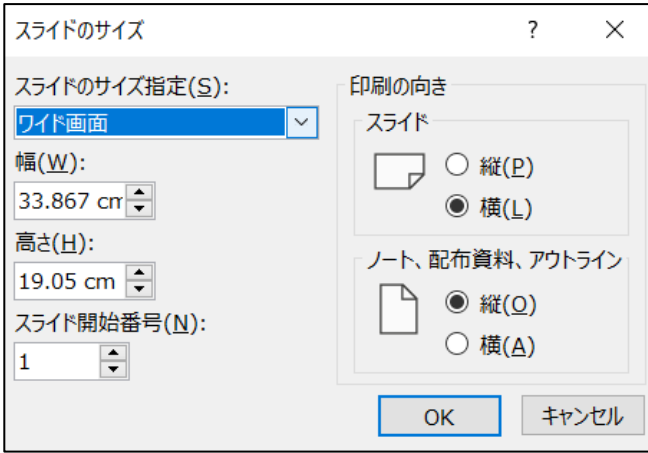 スライドのサイズ
?
スライドのサイズ指定(S):
ワイド画面
幅(W):
33.867 cm
高さ(H):
19.05 cm
スライド開始番号(N):
1
印刷の向き
スライド
縦(P)
横(L)
ノート、配布資料、アウトライン
縦(O)
横(A)
OK
キャンセル